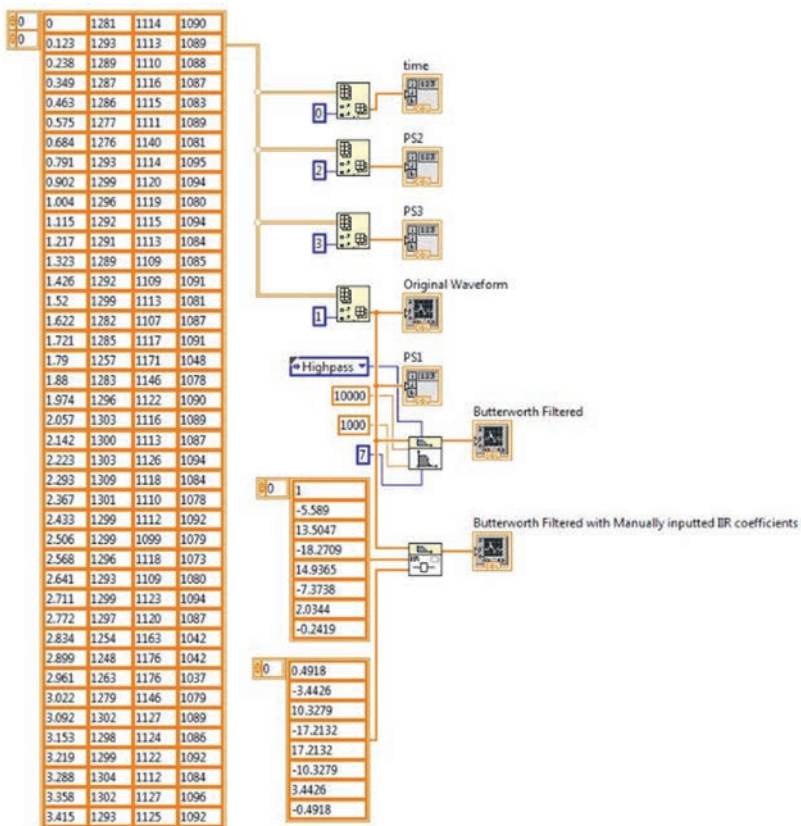 0 0 1281 1114 1090
0 0.123 1293 1113 1089
0.238 1289 1110 1088
0.349 1287 1116 1087
0.463 1286 1115 1083
0.575 1277 1111 1089
0.684 1276 1140 1081
0.791 1293 1114 1095
0.902 1299 1120 1094
1.004 1296 1119 1080
1.115 1292 1115 1094
1.217 1291 1113 1084
1.323 1289 1109 1085
1.426 1292 1109 1091
1.52 1299 1113 1081
1.622 1282 1107 1087
1.721 1285 1117 1091
1.79 1257 1171 1048
1.88 1283 1146 1078
1.974 1296 1122 1090
2.057 1303 1116 1089
2.142 1300 1113 1087
2.223 1303 1126 1094
2.293 1309 1118 1084
2.367 1301 1110 1078
2.433 1299 1112 1092
2.506 1299 1099 1079
2.568 1296 1118 1073
2.641 1293 1109 1080
2.711 1299 1123 1094
2.772 1297 1120 1087
2.834 1254 1163 1042
2.899 1248 1176 1042
2.961 1263 1176 1037
3.022 1279 1146 1079
3.092 1302 1127 1089
3.153 1298 1124 1086
3.219 1299 1122 1092
3.288 1304 1112 1084
3.358 1302 1127 1096
3.415 1293 1125 1092
time
0
PS2
2
PS3
3
Original Waveform
1
Highpass
PS1
10000
1000
7
Butterworth Filtered
0 1
-5.589
13.5047
-18.2709
14.9365
-7.3738
2.0344
-0.2419
Butterworth Filtered with Manually inputted IIR coefficients
IIR
0 0.4918
-3.4426
10.3279
-17.2132
17.2132
-10.3279
3.4426
-0.4918